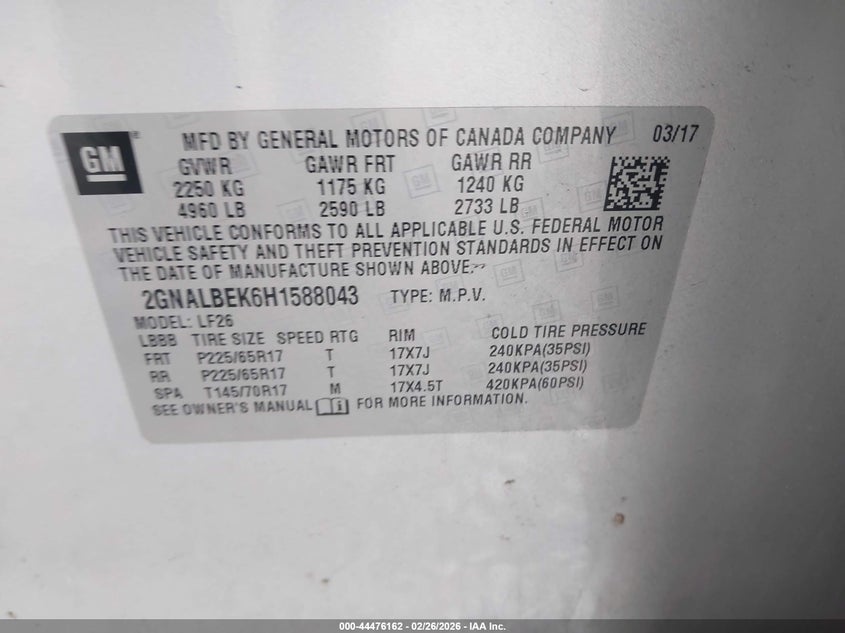 GM
MFD BY GENERAL MOTORS OF CANADA COMPANY 03/17
GVWR GAWR FRT GAWR RR
2250 KG 1175 KG 1240 KG
4960 LB 2590 LB 2733 LB
THIS VEHICLE CONFORMS TO ALL APPLICABLE U.S. FEDERAL MOTOR
VEHICLE SAFETY AND THEFT PREVENTION STANDARDS IN EFFECT ON
THE DATE OF MANUFACTURE SHOWN ABOVE.
2GNALBEK6H1588043 TYPE: M.P.V.
MODEL: LF26
LBBB TIRE SIZE SPEED RTG RIM COLD TIRE PRESSURE
FRT P225/65R17 T 17X7J 240KPA(35PSI)
RR P225/65R17 T 17X7J 240KPA(35PSI)
SPA T145/70R17 M 17X4.5T 420KPA(60PSI)
SEE OWNER'S MANUAL FOR MORE INFORMATION.
000-44476162 - 02/26/2026 - IAA Inc.